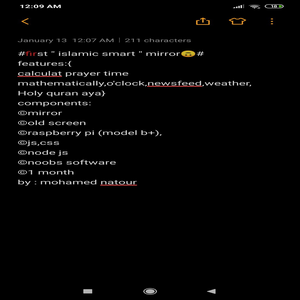 12:09 AM
January 13 12:07 AM | 211 characters
#first " islamic smart " mirror🕋#
features:{
calculat prayer time
mathematically,o'clock,newsfeed,weather,
Holy quran aya}
components:
©mirror
©old screen
©raspberry pi (model b+),
©js,css
©node js
©noobs software
©1 month
by : mohamed natour